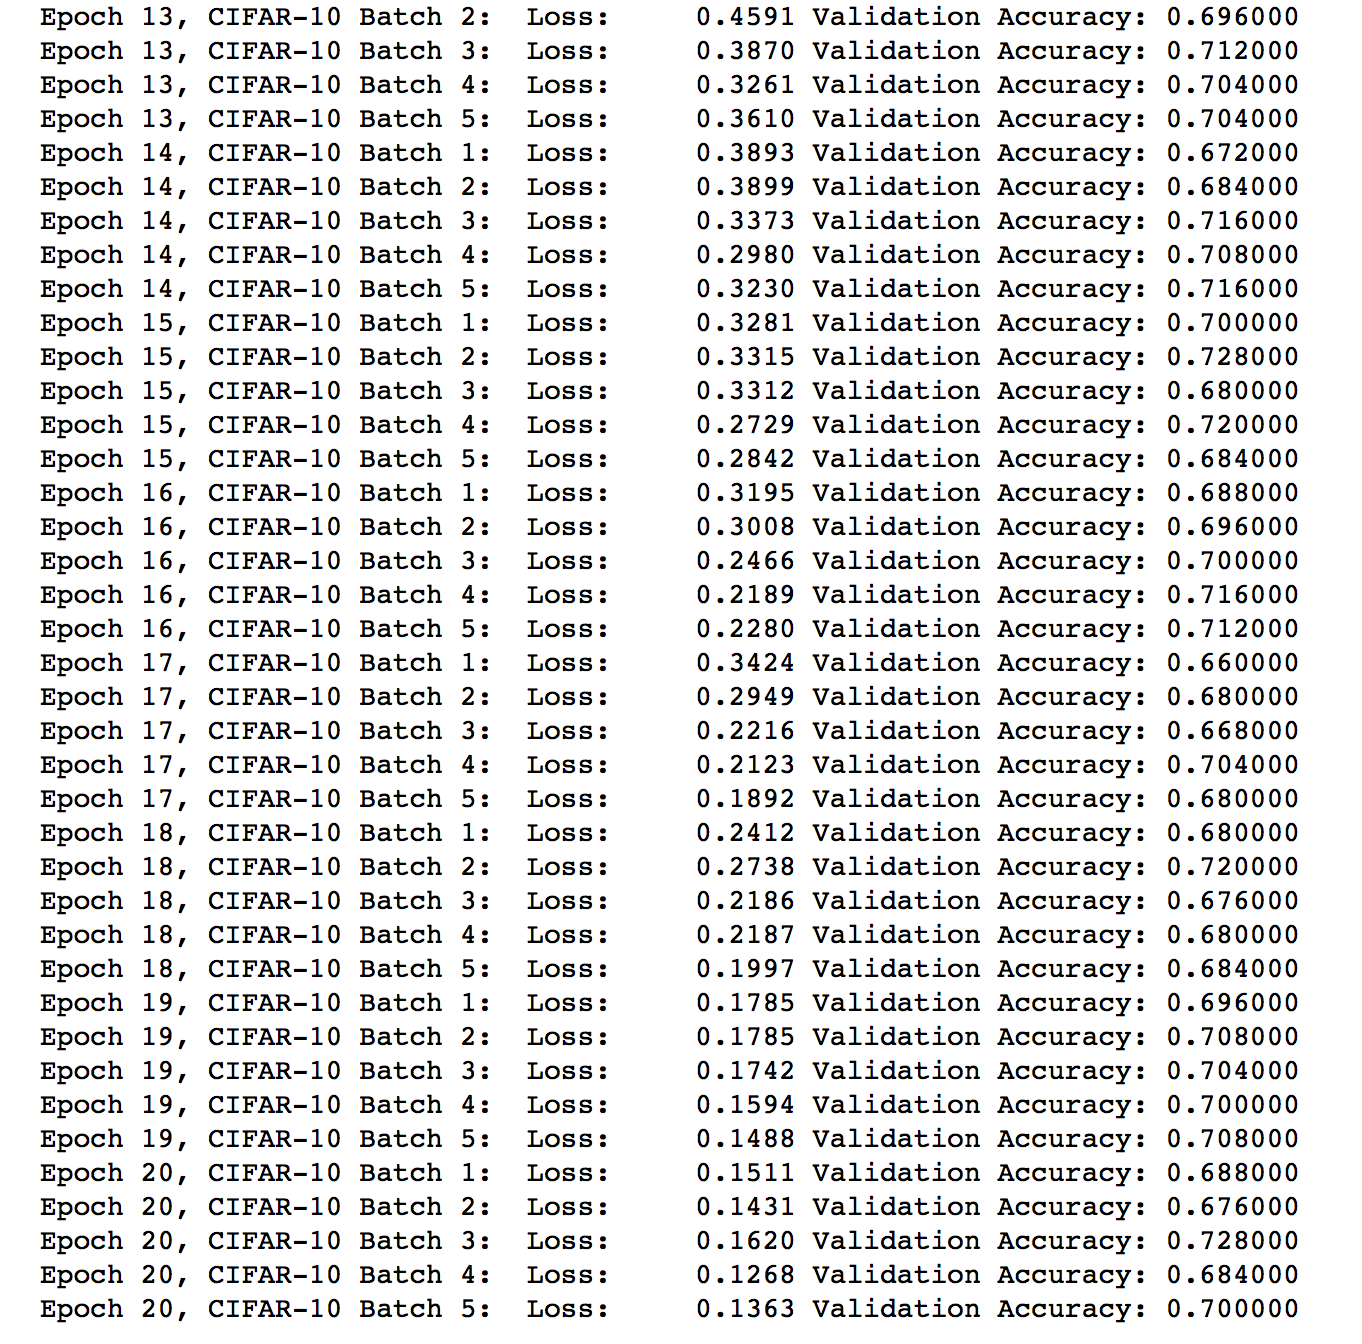 Epoch 13, CIFAR-10 Batch 2:  Loss:     0.4591 Validation Accuracy: 0.696000
Epoch 13, CIFAR-10 Batch 3:  Loss:     0.3870 Validation Accuracy: 0.712000
Epoch 13, CIFAR-10 Batch 4:  Loss:     0.3261 Validation Accuracy: 0.704000
Epoch 13, CIFAR-10 Batch 5:  Loss:     0.3610 Validation Accuracy: 0.704000
Epoch 14, CIFAR-10 Batch 1:  Loss:     0.3893 Validation Accuracy: 0.672000
Epoch 14, CIFAR-10 Batch 2:  Loss:     0.3899 Validation Accuracy: 0.684000
Epoch 14, CIFAR-10 Batch 3:  Loss:     0.3373 Validation Accuracy: 0.716000
Epoch 14, CIFAR-10 Batch 4:  Loss:     0.2980 Validation Accuracy: 0.708000
Epoch 14, CIFAR-10 Batch 5:  Loss:     0.3230 Validation Accuracy: 0.716000
Epoch 15, CIFAR-10 Batch 1:  Loss:     0.3281 Validation Accuracy: 0.700000
Epoch 15, CIFAR-10 Batch 2:  Loss:     0.3315 Validation Accuracy: 0.728000
Epoch 15, CIFAR-10 Batch 3:  Loss:     0.3312 Validation Accuracy: 0.680000
Epoch 15, CIFAR-10 Batch 4:  Loss:     0.2729 Validation Accuracy: 0.720000
Epoch 15, CIFAR-10 Batch 5:  Loss:     0.2842 Validation Accuracy: 0.684000
Epoch 16, CIFAR-10 Batch 1:  Loss:     0.3195 Validation Accuracy: 0.688000
Epoch 16, CIFAR-10 Batch 2:  Loss:     0.3008 Validation Accuracy: 0.696000
Epoch 16, CIFAR-10 Batch 3:  Loss:     0.2466 Validation Accuracy: 0.700000
Epoch 16, CIFAR-10 Batch 4:  Loss:     0.2189 Validation Accuracy: 0.716000
Epoch 16, CIFAR-10 Batch 5:  Loss:     0.2280 Validation Accuracy: 0.712000
Epoch 17, CIFAR-10 Batch 1:  Loss:     0.3424 Validation Accuracy: 0.660000
Epoch 17, CIFAR-10 Batch 2:  Loss:     0.2949 Validation Accuracy: 0.680000
Epoch 17, CIFAR-10 Batch 3:  Loss:     0.2216 Validation Accuracy: 0.668000
Epoch 17, CIFAR-10 Batch 4:  Loss:     0.2123 Validation Accuracy: 0.704000
Epoch 17, CIFAR-10 Batch 5:  Loss:     0.1892 Validation Accuracy: 0.680000
Epoch 18, CIFAR-10 Batch 1:  Loss:     0.2412 Validation Accuracy: 0.680000
Epoch 18, CIFAR-10 Batch 2:  Loss:     0.2738 Validation Accuracy: 0.720000
Epoch 18, CIFAR-10 Batch 3:  Loss:     0.2186 Validation Accuracy: 0.676000
Epoch 18, CIFAR-10 Batch 4:  Loss:     0.2187 Validation Accuracy: 0.680000
Epoch 18, CIFAR-10 Batch 5:  Loss:     0.1997 Validation Accuracy: 0.684000
Epoch 19, CIFAR-10 Batch 1:  Loss:     0.1785 Validation Accuracy: 0.696000
Epoch 19, CIFAR-10 Batch 2:  Loss:     0.1785 Validation Accuracy: 0.708000
Epoch 19, CIFAR-10 Batch 3:  Loss:     0.1742 Validation Accuracy: 0.704000
Epoch 19, CIFAR-10 Batch 4:  Loss:     0.1594 Validation Accuracy: 0.700000
Epoch 19, CIFAR-10 Batch 5:  Loss:     0.1488 Validation Accuracy: 0.708000
Epoch 20, CIFAR-10 Batch 1:  Loss:     0.1511 Validation Accuracy: 0.688000
Epoch 20, CIFAR-10 Batch 2:  Loss:     0.1431 Validation Accuracy: 0.676000
Epoch 20, CIFAR-10 Batch 3:  Loss:     0.1620 Validation Accuracy: 0.728000
Epoch 20, CIFAR-10 Batch 4:  Loss:     0.1268 Validation Accuracy: 0.684000
Epoch 20, CIFAR-10 Batch 5:  Loss:     0.1363 Validation Accuracy: 0.700000